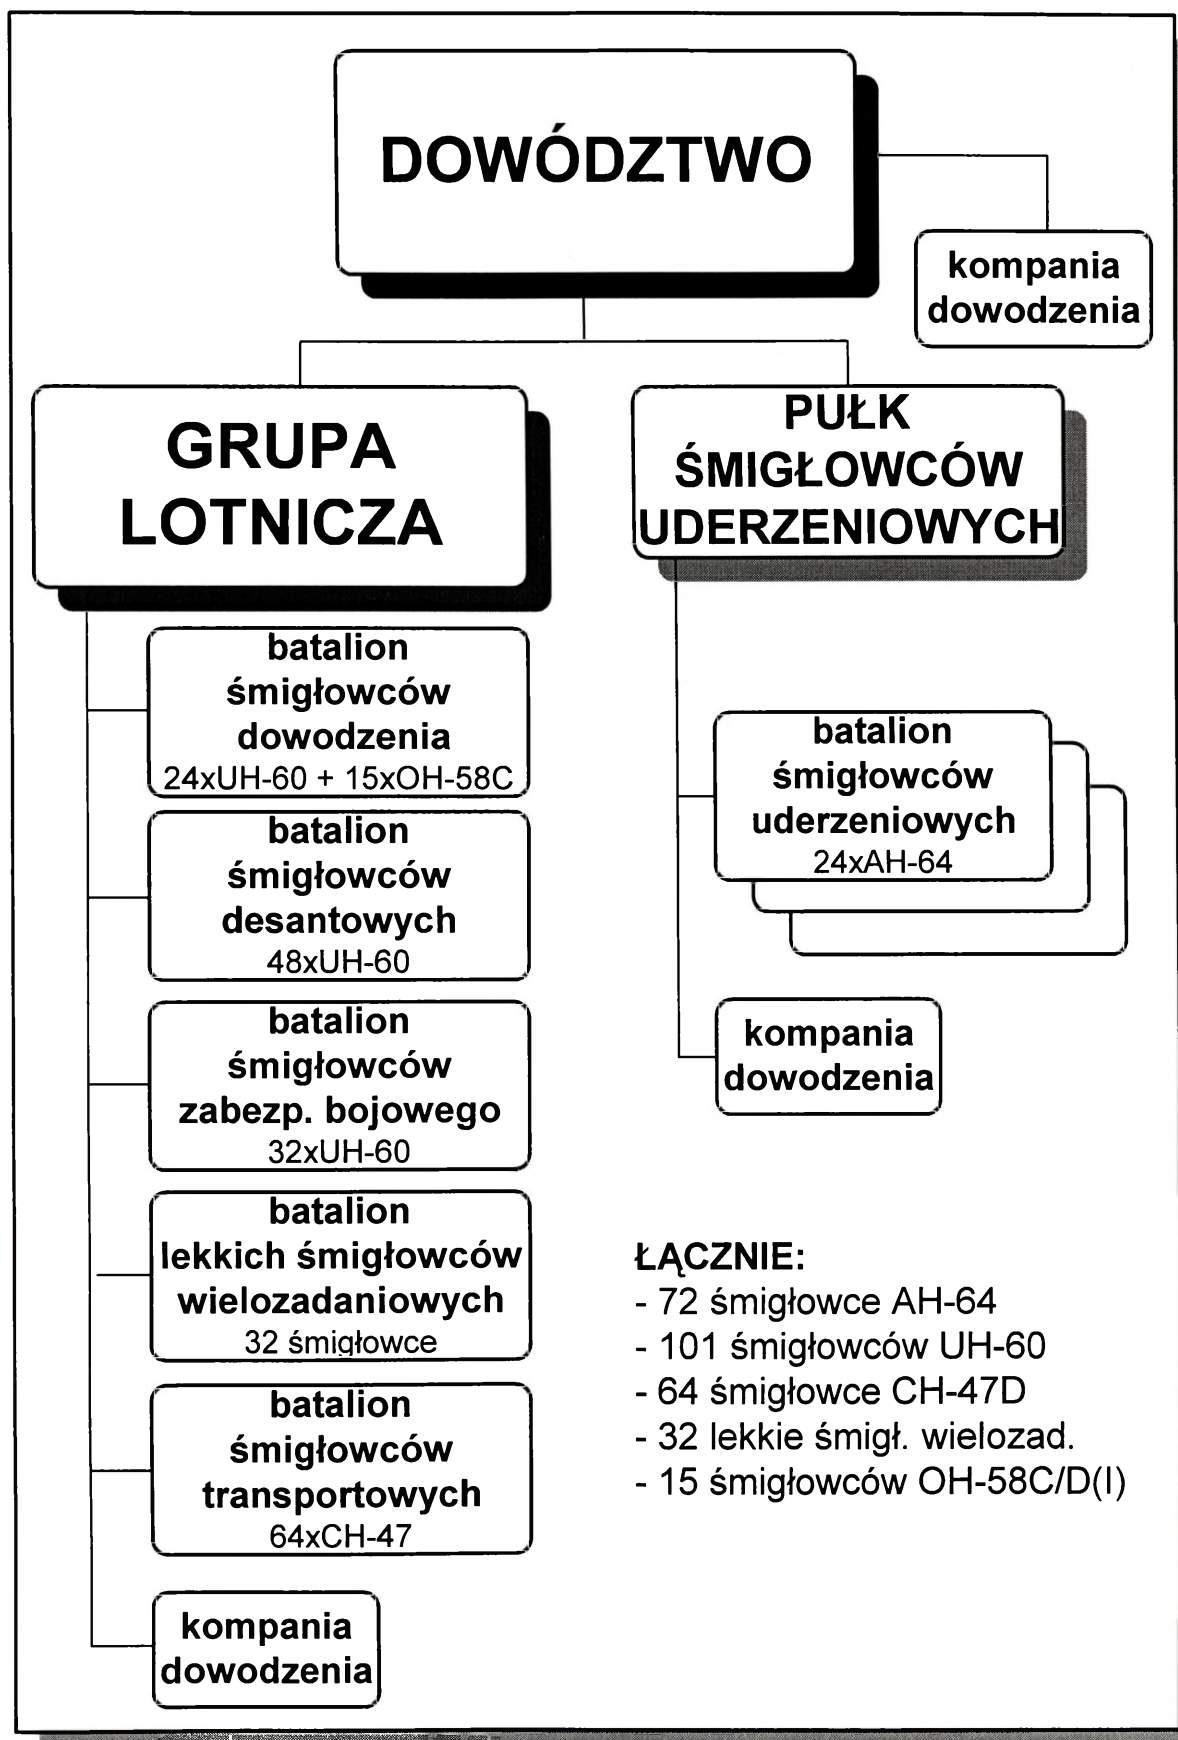 DOWÓDZTWO
kompania
dowodzenia
GRUPA
LOTNICZA
batalion
śmigłowców
dowodzenia
24xUH-60 + 15xOH-58C
batalion
śmigłowców
desantowych
48xUH-60
batalion
śmigłowców
zabezp. bojowego
32xUH-60
batalion
lekkich śmigłowców
wielozadaniowych
32 śmigłowce
batalion
śmigłowców
transportowych
64xCH-47
kompania
dowodzenia
PUŁK
ŚMIGŁOWCÓW
UDERZENIOWYCH
batalion
śmigłowców
uderzeniowych
24xAH-64
kompania
dowodzenia
ŁĄCZNIE:
- 72 śmigłowce AH-64
- 101 śmigłowców UH-60
- 64 śmigłowce CH-47D
- 32 lekkie śmigł. wielozad.
- 15 śmigłowców OH-58C/D(I)